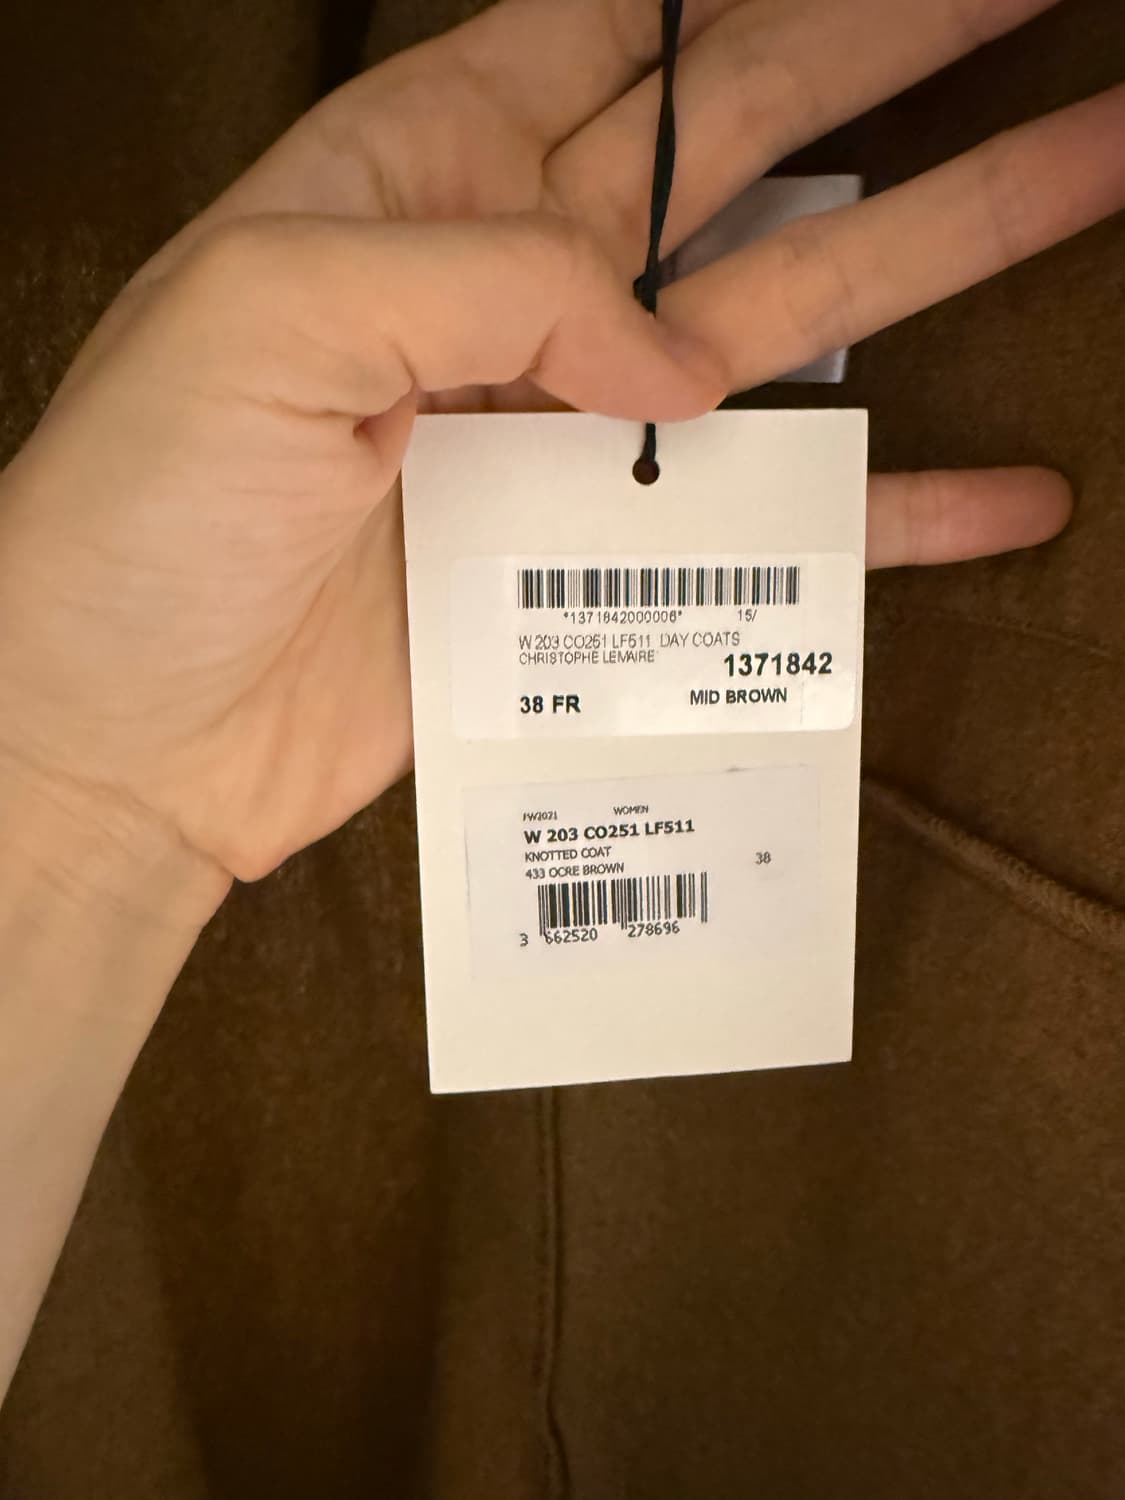 *1371842000006* 15/
W 203 CO251 LF511 DAY COATS
CHRISTOPHE LEMAIRE
1371842
38 FR MID BROWN
FW2021 WOMEN
W 203 CO251 LF511
KNOTTED COAT
38
433 OCRE BROWN
3 662520 278696